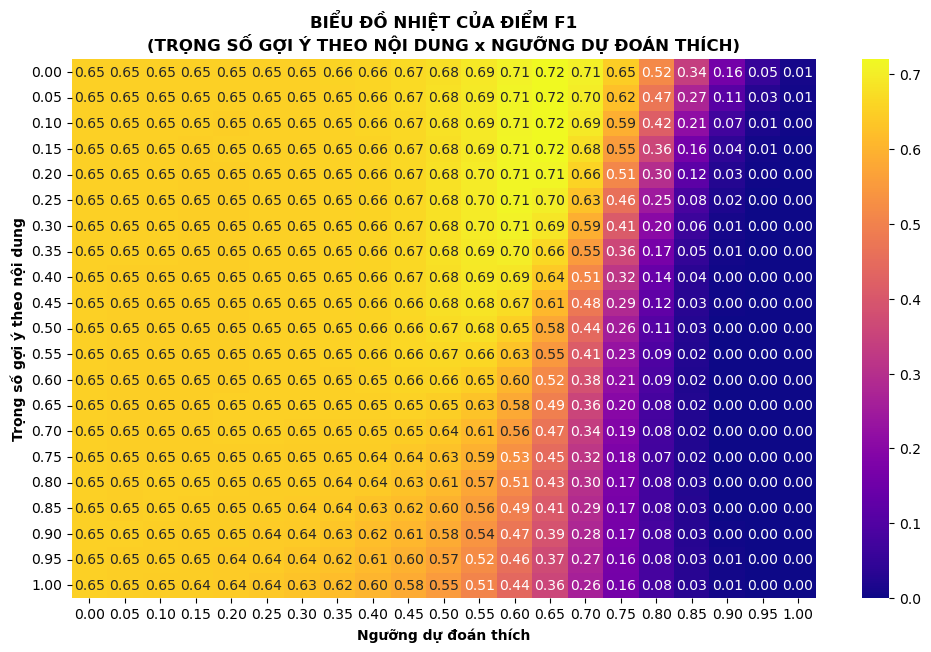 BIỂU ĐỒ NHIỆT CỦA ĐIỂM F1
(TRỌNG SỐ GỢI Ý THEO NỘI DUNG x NGƯỠNG DỰ ĐOÁN THÍCH)
0.00 0.65 0.65 0.65 0.65 0.65 0.65 0.65 0.66 0.66 0.67 0.68 0.69 0.71 0.72 0.71 0.65 0.52 0.34 0.16 0.05 0.01
0.05 0.65 0.65 0.65 0.65 0.65 0.65 0.65 0.65 0.66 0.67 0.68 0.69 0.71 0.72 0.70 0.62 0.47 0.27 0.11 0.03 0.01
0.10 0.65 0.65 0.65 0.65 0.65 0.65 0.65 0.65 0.66 0.67 0.68 0.69 0.71 0.72 0.69 0.59 0.42 0.21 0.07 0.01 0.00
0.15 0.65 0.65 0.65 0.65 0.65 0.65 0.65 0.65 0.66 0.67 0.68 0.69 0.71 0.72 0.68 0.55 0.36 0.16 0.04 0.01 0.00
0.20 0.65 0.65 0.65 0.65 0.65 0.65 0.65 0.65 0.66 0.67 0.68 0.70 0.71 0.71 0.66 0.51 0.30 0.12 0.03 0.00 0.00
0.25 0.65 0.65 0.65 0.65 0.65 0.65 0.65 0.65 0.66 0.67 0.68 0.70 0.71 0.70 0.63 0.46 0.25 0.08 0.02 0.00 0.00
0.30 0.65 0.65 0.65 0.65 0.65 0.65 0.65 0.65 0.66 0.67 0.68 0.70 0.71 0.69 0.59 0.41 0.20 0.06 0.01 0.00 0.00
0.35 0.65 0.65 0.65 0.65 0.65 0.65 0.65 0.65 0.66 0.67 0.68 0.69 0.70 0.66 0.55 0.36 0.17 0.05 0.01 0.00 0.00
0.40 0.65 0.65 0.65 0.65 0.65 0.65 0.65 0.65 0.66 0.67 0.68 0.69 0.69 0.64 0.51 0.32 0.14 0.04 0.00 0.00 0.00
0.45 0.65 0.65 0.65 0.65 0.65 0.65 0.65 0.65 0.66 0.66 0.68 0.68 0.67 0.61 0.48 0.29 0.12 0.03 0.00 0.00 0.00
0.50 0.65 0.65 0.65 0.65 0.65 0.65 0.65 0.65 0.66 0.66 0.67 0.68 0.65 0.58 0.44 0.26 0.11 0.03 0.00 0.00 0.00
0.55 0.65 0.65 0.65 0.65 0.65 0.65 0.65 0.65 0.66 0.66 0.67 0.66 0.63 0.55 0.41 0.23 0.09 0.02 0.00 0.00 0.00
0.60 0.65 0.65 0.65 0.65 0.65 0.65 0.65 0.65 0.65 0.66 0.66 0.65 0.60 0.52 0.38 0.21 0.09 0.02 0.00 0.00 0.00
0.65 0.65 0.65 0.65 0.65 0.65 0.65 0.65 0.65 0.65 0.65 0.65 0.63 0.58 0.49 0.36 0.20 0.08 0.02 0.00 0.00 0.00
0.70 0.65 0.65 0.65 0.65 0.65 0.65 0.65 0.65 0.65 0.65 0.64 0.61 0.56 0.47 0.34 0.19 0.08 0.02 0.00 0.00 0.00
0.75 0.65 0.65 0.65 0.65 0.65 0.65 0.65 0.65 0.64 0.64 0.63 0.59 0.53 0.45 0.32 0.18 0.07 0.02 0.00 0.00 0.00
0.80 0.65 0.65 0.65 0.65 0.65 0.65 0.65 0.64 0.64 0.63 0.61 0.57 0.51 0.43 0.30 0.17 0.08 0.03 0.00 0.00 0.00
0.85 0.65 0.65 0.65 0.65 0.65 0.65 0.64 0.64 0.63 0.62 0.60 0.56 0.49 0.41 0.29 0.17 0.08 0.03 0.00 0.00 0.00
0.90 0.65 0.65 0.65 0.65 0.65 0.64 0.64 0.63 0.62 0.61 0.58 0.54 0.47 0.39 0.28 0.17 0.08 0.03 0.00 0.00 0.00
0.95 0.65 0.65 0.65 0.65 0.64 0.64 0.64 0.62 0.61 0.60 0.57 0.52 0.46 0.37 0.27 0.16 0.08 0.03 0.01 0.00 0.00
1.00 0.65 0.65 0.65 0.64 0.64 0.64 0.63 0.62 0.60 0.58 0.55 0.51 0.44 0.36 0.26 0.16 0.08 0.03 0.01 0.00 0.00
0.00 0.05 0.10 0.15 0.20 0.25 0.30 0.35 0.40 0.45 0.50 0.55 0.60 0.65 0.70 0.75 0.80 0.85 0.90 0.95 1.00
Ngưỡng dự đoán thích
Trọng số gợi ý theo nội dung
0.7
0.6
0.5
0.4
0.3
0.2
0.1
0.0